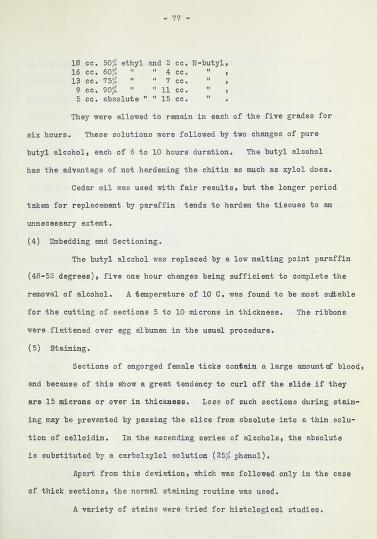 - 77 -
18 cc. 50% ethyl and 2 cc. N-butyl,
16 cc. 60% " " 4 cc. " ,
13 cc. 75% " " 7 cc. " ,
9 cc. 90% " " 11 cc. " ,
5 cc. absolute " " 15 cc. " .
They were allowed to remain in each of the five grades for
six hours. These solutions were followed by two changes of pure
butyl alcohol, each of 6 to 10 hours duration. The butyl alcohol
has the advantage of not hardening the chitin as much as xylol does.
Cedar oil was used with fair results, but the longer period
taken for replacement by paraffin tends to harden the tissues to an
unnecessary extent.
(4) Embedding and Sectioning.
The butyl alcohol was replaced by a low melting point paraffin
(48-52 degrees), five one hour changes being sufficient to complete the
removal of alcohol. A temperature of 10 C. was found to be most suitable
for the cutting of sections 5 to 10 microns in thickness. The ribbons
were flattened over egg albumen in the usual procedure.
(5) Staining.
Sections of engorged female ticks contain a large amount of blood,
and because of this show a great tendency to curl off the slide if they
are 15 microns or over in thickness. Loss of such sections during stain-
ing may be prevented by passing the slice from absolute into a thin solu-
tion of celloidin. In the ascending series of alcohols, the absolute
is substituted by a carbolxylol solution (25% phenol).
Apart from this deviation, which was followed only in the case
of thick sections, the normal staining routine was used.
A variety of stains were tried for histological studies.